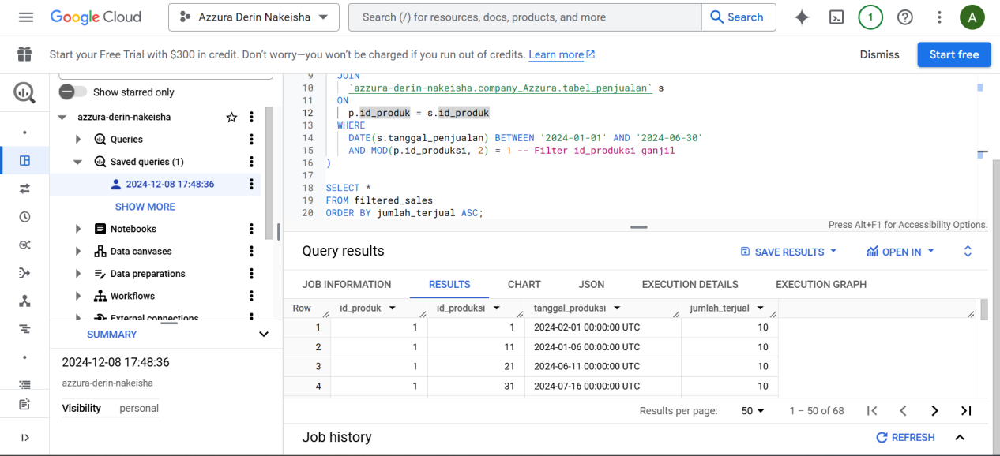 Google Cloud
Azzura Derin Nakeisha
Search (/) for resources, docs, products, and more
Search
1
A
Start your Free Trial with $300 in credit. Don't worry—you won't be charged if you run out of credits. Learn more
Dismiss
Start free
Show starred only
azzura-derin-nakeisha
Queries
Saved queries (1)
2024-12-08 17:48:36
SHOW MORE
Notebooks
Data canvases
Data preparations
Workflows
External connections
SUMMARY
2024-12-08 17:48:36
azzura-derin-nakeisha
Visibility personal
9 JOIN
10 `azzura-derin-nakeisha.company_Azzura.tabel_penjualan` s
11 ON
12 p.id_produk = s.id_produk
13 WHERE
14 DATE(s.tanggal_penjualan) BETWEEN '2024-01-01' AND '2024-06-30'
15 AND MOD(p.id_produksi, 2) = 1 -- Filter id_produksi ganjil
16 )
17
18 SELECT *
19 FROM filtered_sales
20 ORDER BY jumlah_terjual ASC;
Press Alt+F1 for Accessibility Options.
Query results
SAVE RESULTS
OPEN IN
JOB INFORMATION RESULTS CHART JSON EXECUTION DETAILS EXECUTION GRAPH
Row id_produk id_produksi tanggal_produksi jumlah_terjual
1 1 1 2024-02-01 00:00:00 UTC 10
2 1 11 2024-01-06 00:00:00 UTC 10
3 1 21 2024-06-11 00:00:00 UTC 10
4 1 31 2024-07-16 00:00:00 UTC 10
Results per page: 50 1 – 50 of 68
Job history
REFRESH